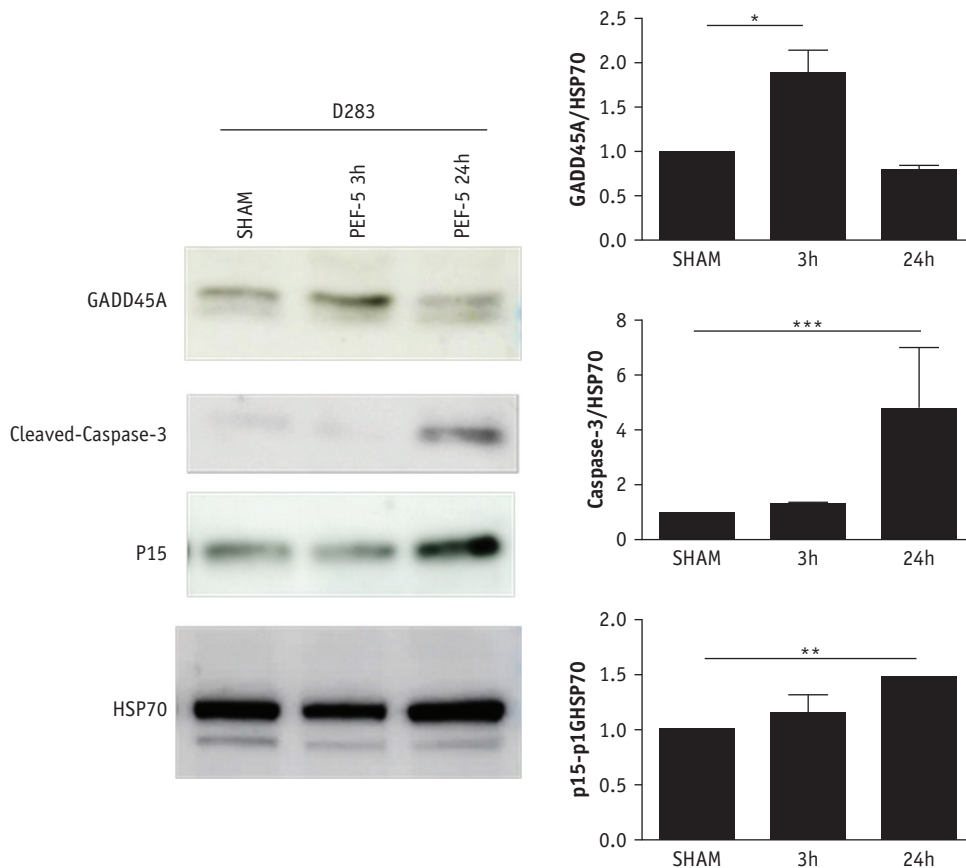 D283
SHAM
PEF-5 3h
PEF-5 24h
GADD45A
Cleaved-Caspase-3
P15
HSP70
GADD45A/HSP70
2.5
2.0
1.5
1.0
0.5
0.0
*
SHAM 3h 24h
Caspase-3/HSP70
8
6
4
2
0
***
SHAM 3h 24h
p15-p1GHSP70
2.0
1.5
1.0
0.5
0.0
**
SHAM 3h 24h